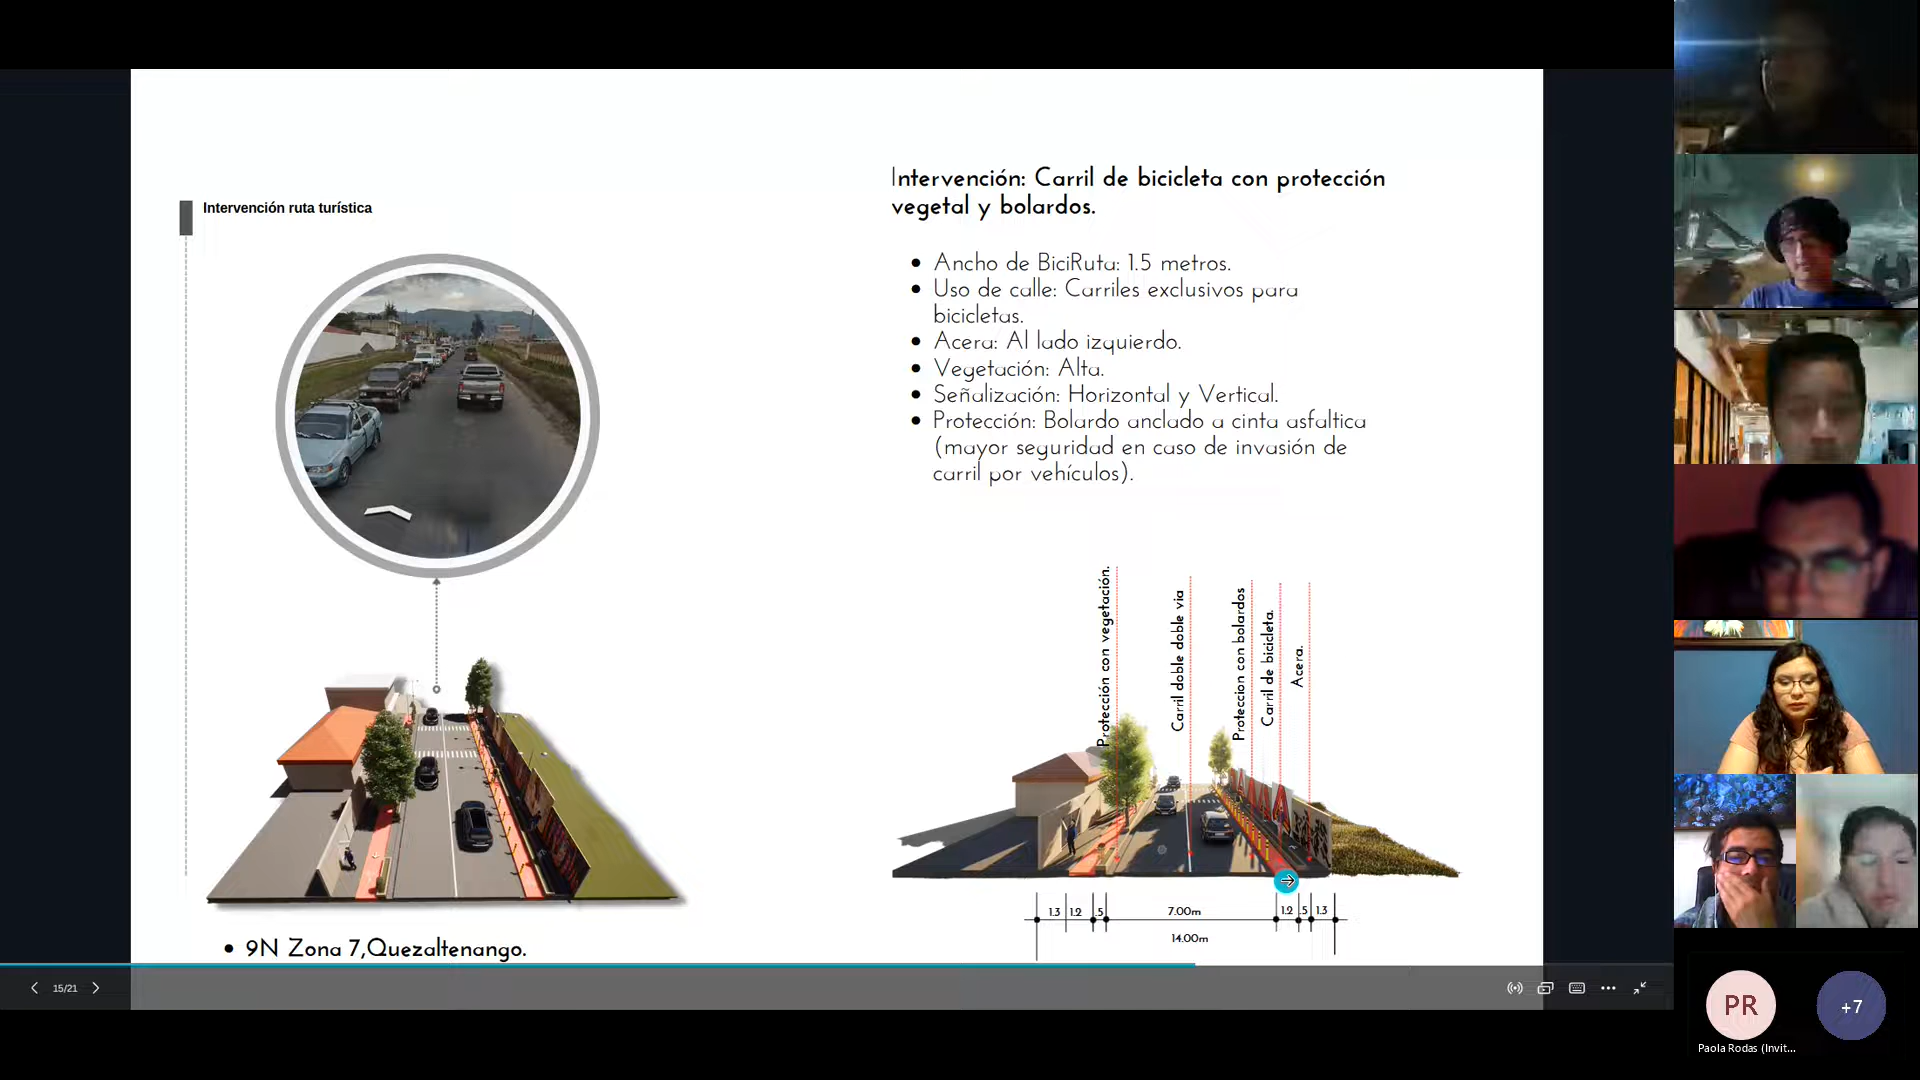 Intervención ruta turística
Intervención: Carril de bicicleta con protección
vegetal y bolardos.
Ancho de BiciRuta: 1.5 metros.
Uso de calle: Carriles exclusivos para
bicicletas.
Acera: Al lado izquierdo.
Vegetación: Alta.
Señalización: Horizontal y Vertical.
Protección: Bolardo anclado a cinta asfaltica
(mayor seguridad en caso de invasión de
carril por vehículos).
Protección con vegetación.
Carril doble doble via
Proteccion con bolardos
Carril de bicicleta.
Acera.
1.3 1.2 .5 7.00m 1.2 .5 1.3
14.00m
9N Zona 7,Quezaltenango.
15/21
PR
+7
Paola Rodas (Invit...